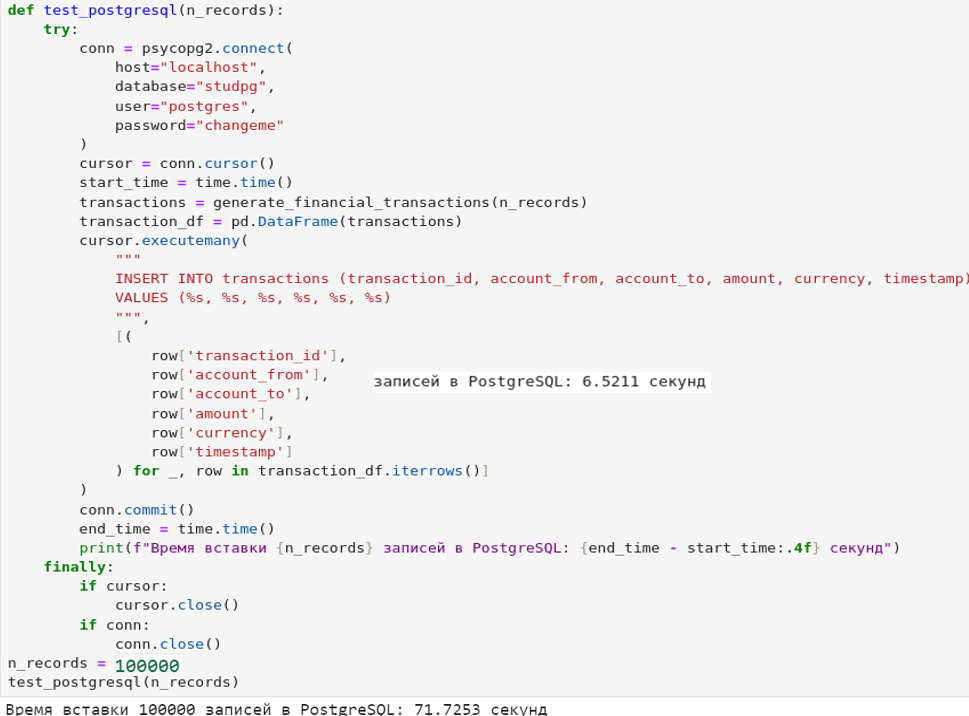 def test_postgresql(n_records):
    try:
        conn = psycopg2.connect(
            host="localhost",
            database="studpg",
            user="postgres",
            password="changeme"
        )
        cursor = conn.cursor()
        start_time = time.time()
        transactions = generate_financial_transactions(n_records)
        transaction_df = pd.DataFrame(transactions)
        cursor.executemany(
            """
            INSERT INTO transactions (transaction_id, account_from, account_to, amount, currency, timestamp)
            VALUES (%s, %s, %s, %s, %s, %s)
            """,
            [(
                row['transaction_id'],
                row['account_from'],
записей в PostgreSQL: 6.5211 секунд
                row['account_to'],
                row['amount'],
                row['currency'],
                row['timestamp']
            ) for _, row in transaction_df.iterrows()]
        )
        conn.commit()
        end_time = time.time()
        print(f"Время вставки {n_records} записей в PostgreSQL: {end_time - start_time:.4f} секунд")
    finally:
        if cursor:
            cursor.close()
        if conn:
            conn.close()
n_records = 100000
test_postgresql(n_records)
Время вставки 100000 записей в PostgreSQL: 71.7253 секунд